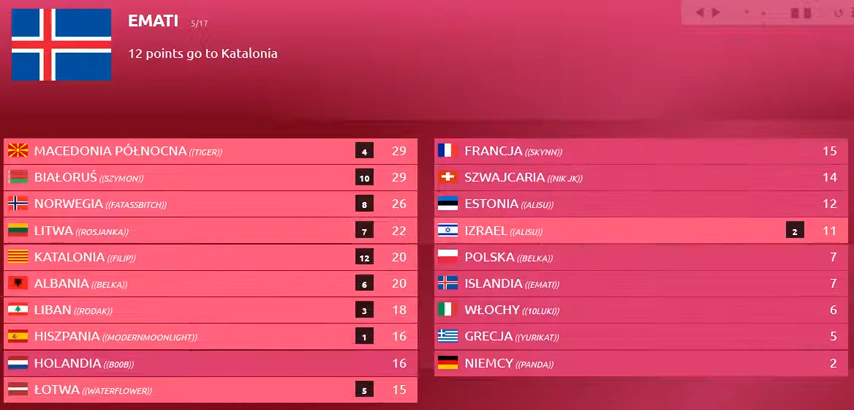 EMATI 5/17
12 points go to Katalonia
MACEDONIA PÓŁNOCNA ((TIGER)) 4 29
BIAŁORUŚ ((SZYMON)) 10 29
NORWEGIA ((FATASSBITCH)) 8 26
LITWA ((ROSJANKA)) 7 22
KATALONIA ((FILIP)) 12 20
ALBANIA ((BELKA)) 6 20
LIBAN ((RODAK)) 3 18
HISZPANIA ((MODERNMOONLIGHT)) 1 16
HOLANDIA ((B00B)) 16
ŁOTWA ((WATERFLOWER)) 5 15
FRANCJA ((SKYNN)) 15
SZWAJCARIA ((NIK JK)) 14
ESTONIA ((ALISU)) 12
IZRAEL ((ALISU)) 2 11
POLSKA ((BELKA)) 7
ISLANDIA ((EMATI)) 7
WŁOCHY ((10LUKI)) 6
GRECJA ((YURIKAT)) 5
NIEMCY ((PANDA)) 2